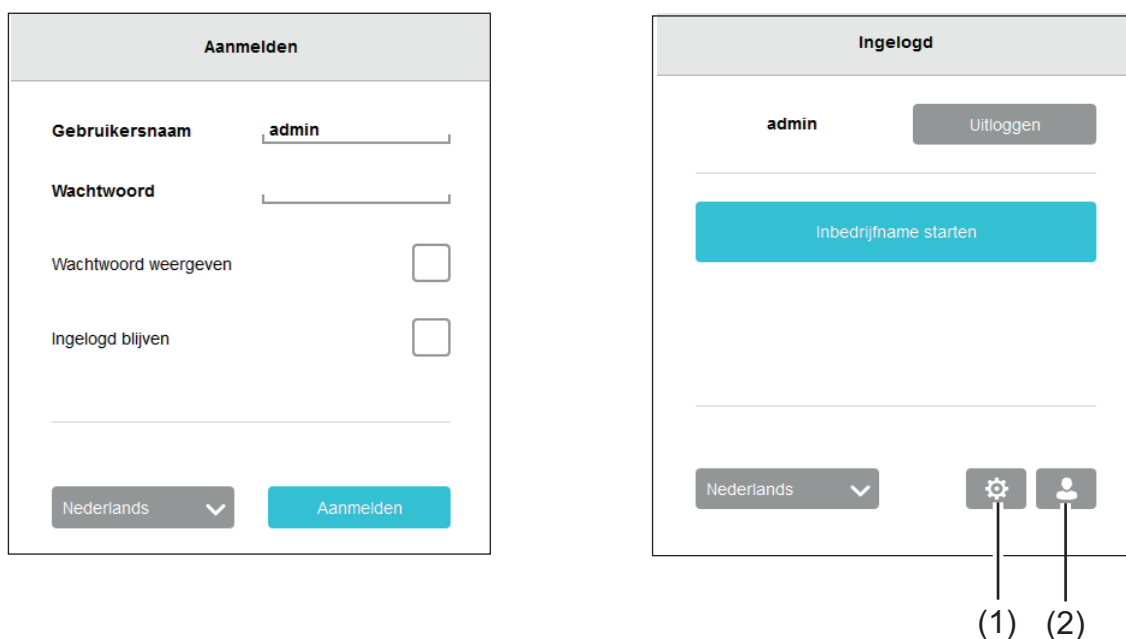 Aanmelden
Gebruikersnaam admin
Wachtwoord
Wachtwoord weergeven
Ingelogd blijven
Nederlands Aanmelden
Ingelogd
admin Uitloggen
Inbedrijfname starten
Nederlands
(1) (2)